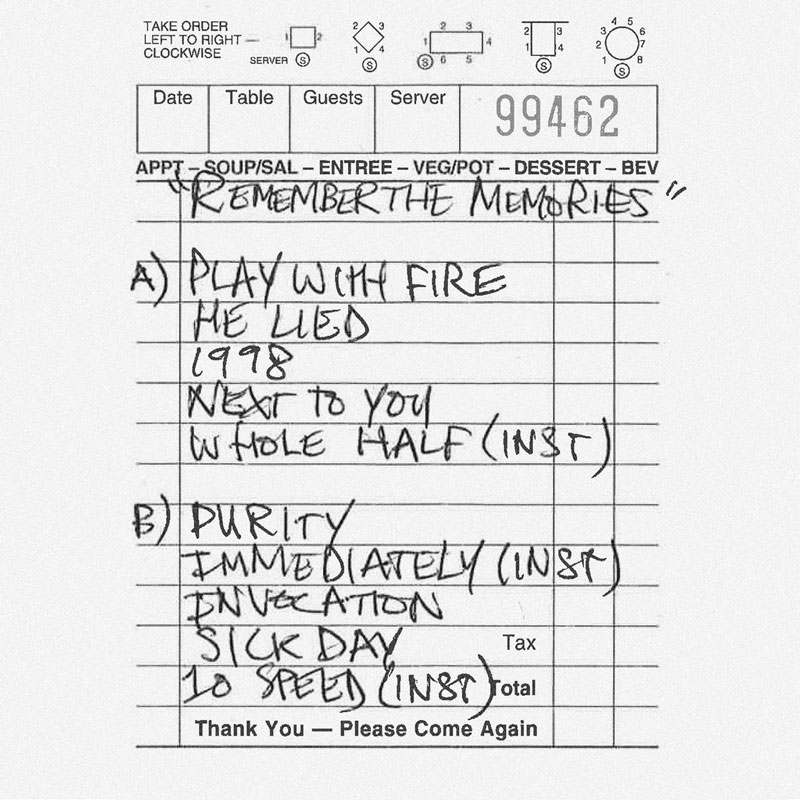 TAKE ORDER
LEFT TO RIGHT —
CLOCKWISE
SERVER S
1 2
2 3
1 4
S
2 3
1 4
S 6 5
2 3
1 4
S
4 5
3 6
2 7
1 8
S
Date Table Guests Server 99462
APPT – SOUP/SAL – ENTREE – VEG/POT – DESSERT – BEV
"REMEMBER THE MEMORIES"
A) PLAY WITH FIRE
HE LIED
1998
NEXT TO YOU
WHOLE HALF (INST)
B) PURITY
IMMEDIATELY (INST)
INVOCATION
SICK DAY Tax
10 SPEED (INST) Total
Thank You — Please Come Again